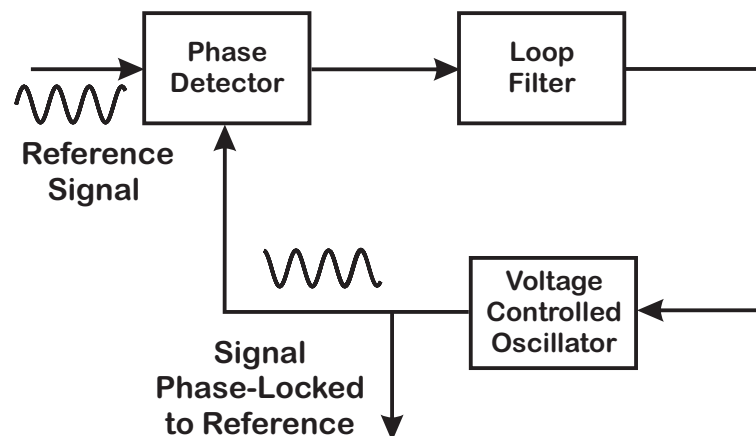 Phase
Detector
Loop
Filter
Reference
Signal
Voltage
Controlled
Oscillator
Signal
Phase-Locked
to Reference